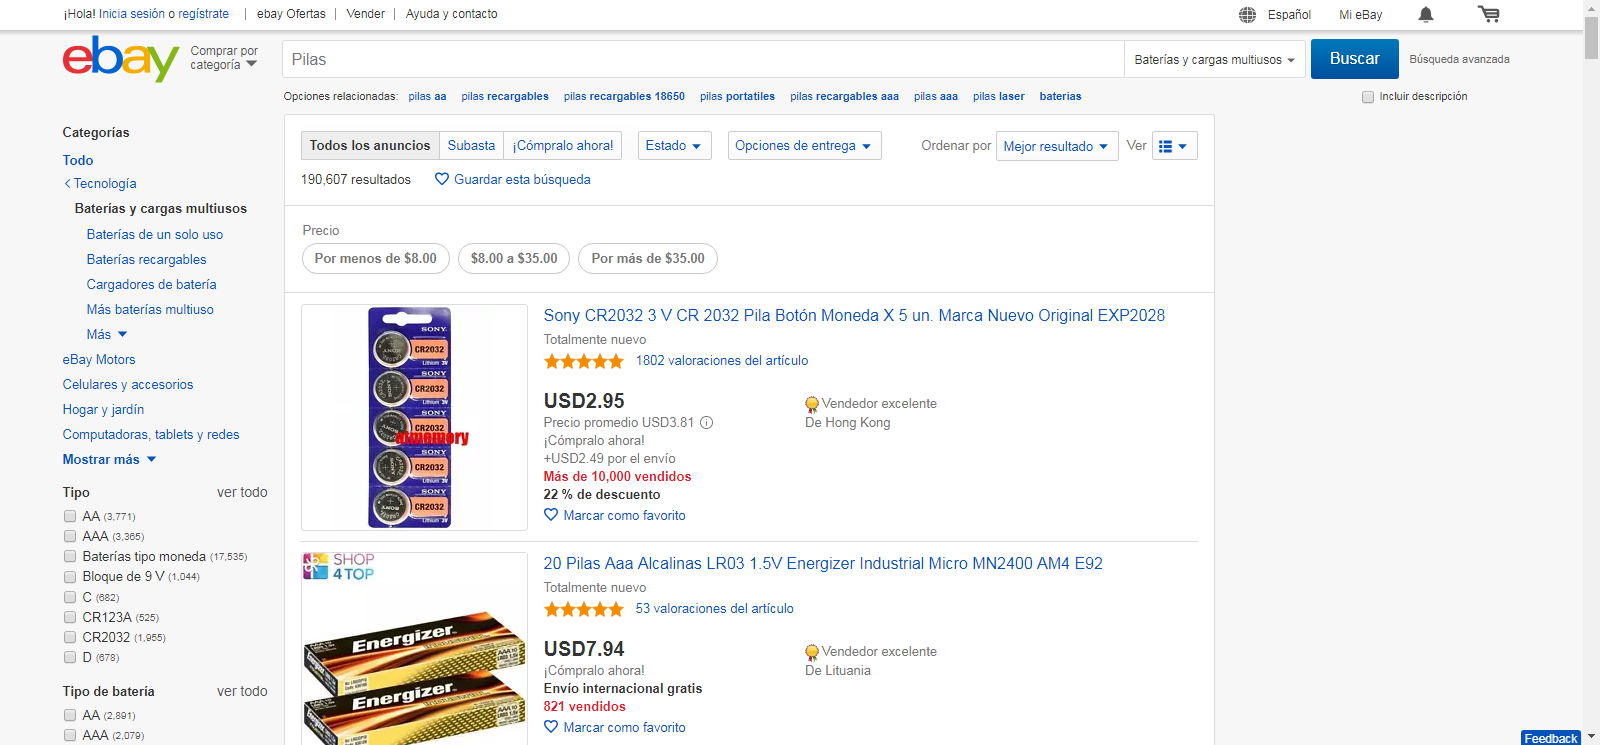 ¡Hola! Inicia sesión o regístrate
ebay Ofertas
Vender
Ayuda y contacto
Español
Mi eBay
ebay
Comprar por categoría
Pilas
Baterías y cargas multiusos
Buscar
Búsqueda avanzada
Opciones relacionadas: pilas aa pilas recargables pilas recargables 18650 pilas portatiles pilas recargables aaa pilas aaa pilas laser baterias
Incluir descripción
Categorías
Todo
Tecnología
Baterías y cargas multiusos
Baterías de un solo uso
Baterías recargables
Cargadores de batería
Más baterías multiuso
Más
eBay Motors
Celulares y accesorios
Hogar y jardín
Computadoras, tablets y redes
Mostrar más
Tipo ver todo
AA (3,771)
AAA (3,365)
Baterías tipo moneda (17,535)
Bloque de 9 V (1,044)
C (682)
CR123A (525)
CR2032 (1,955)
D (678)
Tipo de batería ver todo
AA (2,891)
AAA (2,079)
Todos los anuncios
Subasta
¡Cómpralo ahora!
Estado
Opciones de entrega
Ordenar por Mejor resultado
Ver
190,607 resultados
Guardar esta búsqueda
Precio
Por menos de $8.00
$8.00 a $35.00
Por más de $35.00
SONY
CR2032
Lithium 3V
SONY
CR2032
SONY
CR2032
SONY
CR2032
SONY
CR2032
Lithium 3V
Sony CR2032 3 V CR 2032 Pila Botón Moneda X 5 un. Marca Nuevo Original EXP2028
Totalmente nuevo
1802 valoraciones del artículo
USD2.95
Precio promedio USD3.81
¡Cómpralo ahora!
+USD2.49 por el envío
Más de 10,000 vendidos
22 % de descuento
Marcar como favorito
Vendedor excelente
De Hong Kong
SHOP
4TOP
Energizer
Energizer
20 Pilas Aaa Alcalinas LR03 1.5V Energizer Industrial Micro MN2400 AM4 E92
Totalmente nuevo
53 valoraciones del artículo
USD7.94
¡Cómpralo ahora!
Envío internacional gratis
821 vendidos
Marcar como favorito
Vendedor excelente
De Lituania
Feedback